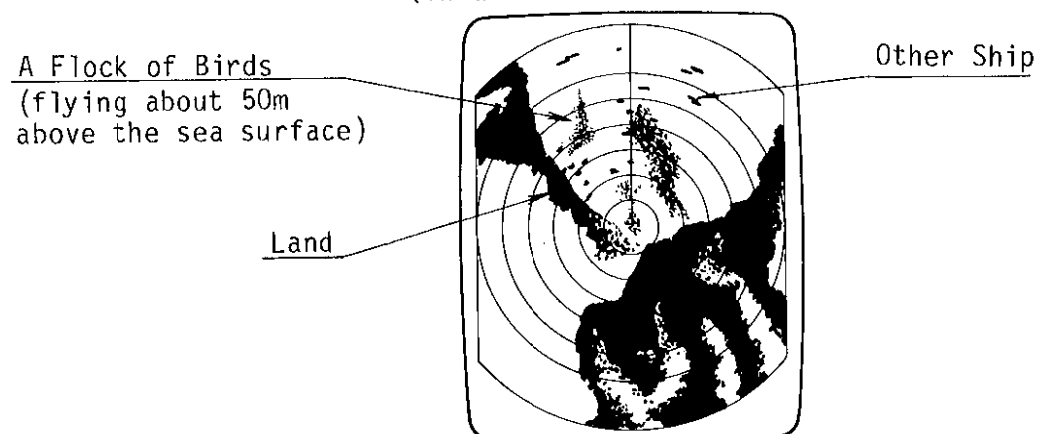 A Flock of Birds
(flying about 50m
above the sea surface)
Other Ship
Land